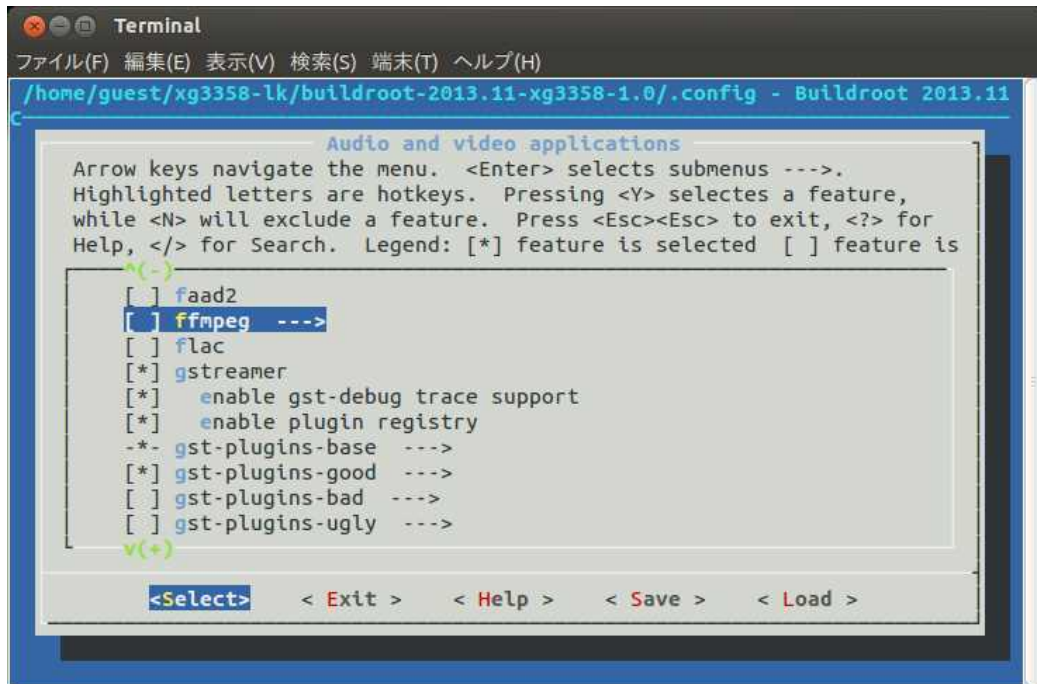 Terminal
ファイル(F) 編集(E) 表示(V) 検索(S) 端末(T) ヘルプ(H)
/home/guest/xg3358-lk/buildroot-2013.11-xg3358-1.0/.config - Buildroot 2013.11
C
Audio and video applications
Arrow keys navigate the menu. <Enter> selects submenus --->.
Highlighted letters are hotkeys. Pressing <Y> selectes a feature,
while <N> will exclude a feature. Press <Esc><Esc> to exit, <?> for
Help, </> for Search. Legend: [*] feature is selected [ ] feature is
^(-)
[ ] faad2
[ ] ffmpeg --->
[ ] flac
[*] gstreamer
[*] enable gst-debug trace support
[*] enable plugin registry
-*- gst-plugins-base --->
[*] gst-plugins-good --->
[ ] gst-plugins-bad --->
[ ] gst-plugins-ugly --->
v(+)
<Select> < Exit > < Help > < Save > < Load >